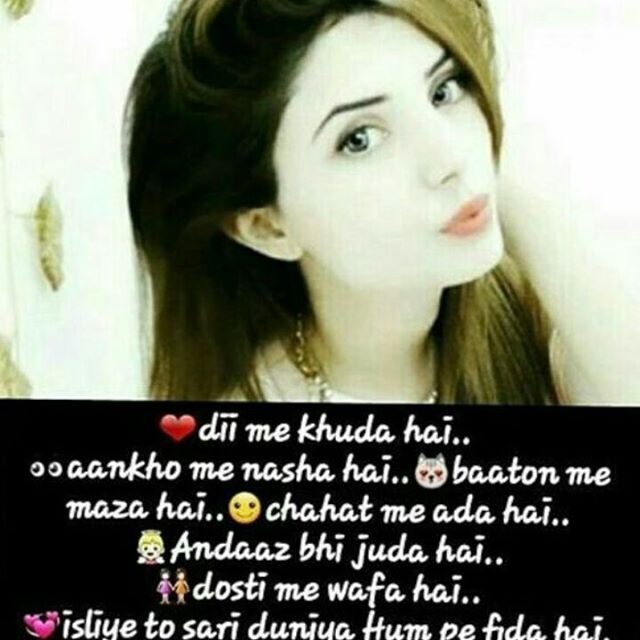 ❤dil me khuda hai..
👀aankho me nasha hai..😻baaton me
maza hai..🙂chahat me ada hai..
👼Andaaz bhi juda hai..
👭dosti me wafa hai..
💞isliye to sari duniya Hum pe fida hai.